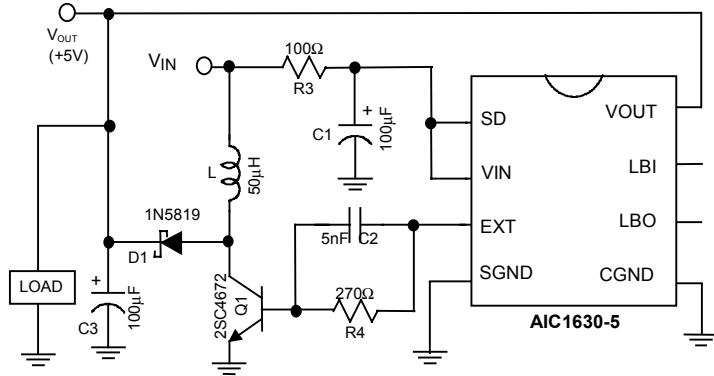 VOUT
(+5V)
VIN
100Ω
R3
C1
+
100μF
L
50μH
1N5819
D1
LOAD
+
C3
100μF
2SC4672
Q1
5nF
C2
270Ω
R4
SD
VIN
EXT
SGND
VOUT
LBI
LBO
CGND
AIC1630-5